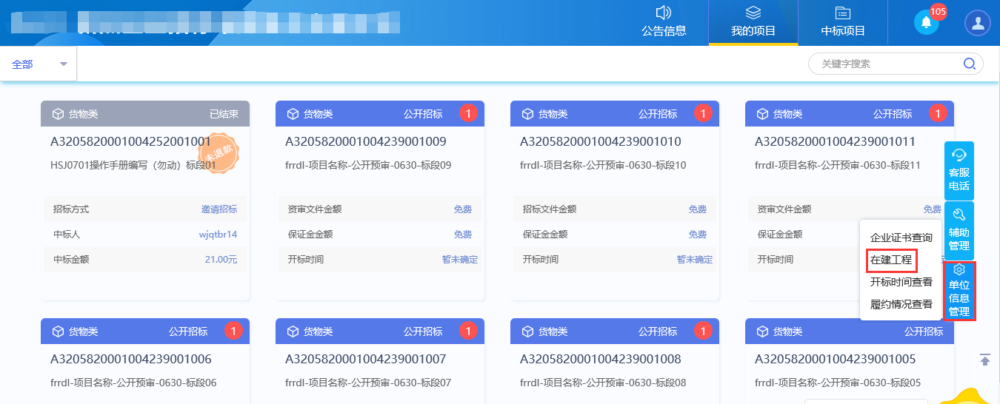 公告信息
我的项目
中标项目
105
全部
关键字搜索
货物类 已结束
A3205820001004252001001
未退款
HSJ0701操作手册编写（勿动）标段01
招标方式 邀请招标
中标人 wjqtbr14
中标金额 21.00元
货物类 公开招标 1
A3205820001004239001009
frrdl-项目名称-公开预审-0630-标段09
资审文件金额 免费
保证金金额 免费
开标时间 暂未确定
货物类 公开招标 1
A3205820001004239001010
frrdl-项目名称-公开预审-0630-标段10
招标文件金额 免费
保证金金额 免费
开标时间 暂未确定
货物类 公开招标 1
A3205820001004239001011
frrdl-项目名称-公开预审-0630-标段11
资审文件金额 免费
保证金金额
开标时间
客服
电话
辅助
管理
单位
信息
管理
企业证书查询
在建工程
开标时间查看
履约情况查看
货物类 公开招标 1
A3205820001004239001006
frrdl-项目名称-公开预审-0630-标段06
货物类 公开招标 1
A3205820001004239001007
frrdl-项目名称-公开预审-0630-标段07
货物类 公开招标 1
A3205820001004239001008
frrdl-项目名称-公开预审-0630-标段08
货物类 公开招标
A3205820001004239001005
frrdl-项目名称-公开预审-0630-标段05